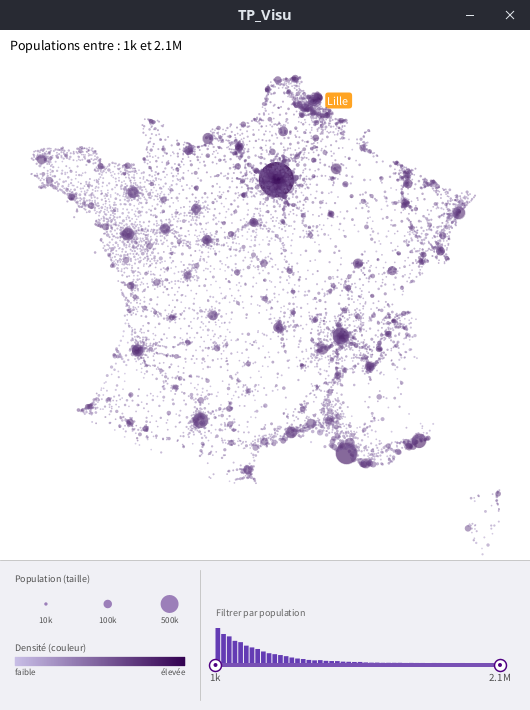 TP_Visu
Populations entre : 1k et 2.1M
Lille
Population (taille)
10k 100k 500k
Densité (couleur)
faible élevée
Filtrer par population
1k 2.1M